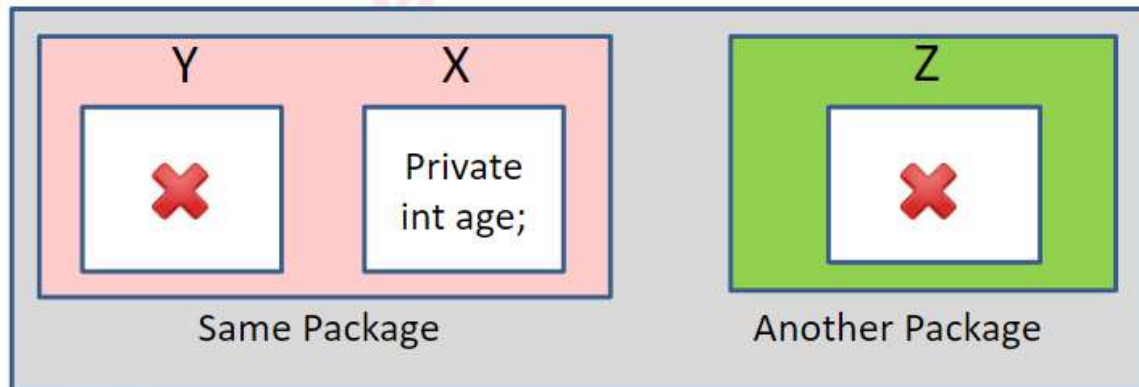 Y
X
Z
Private
int age;
Same Package
Another Package